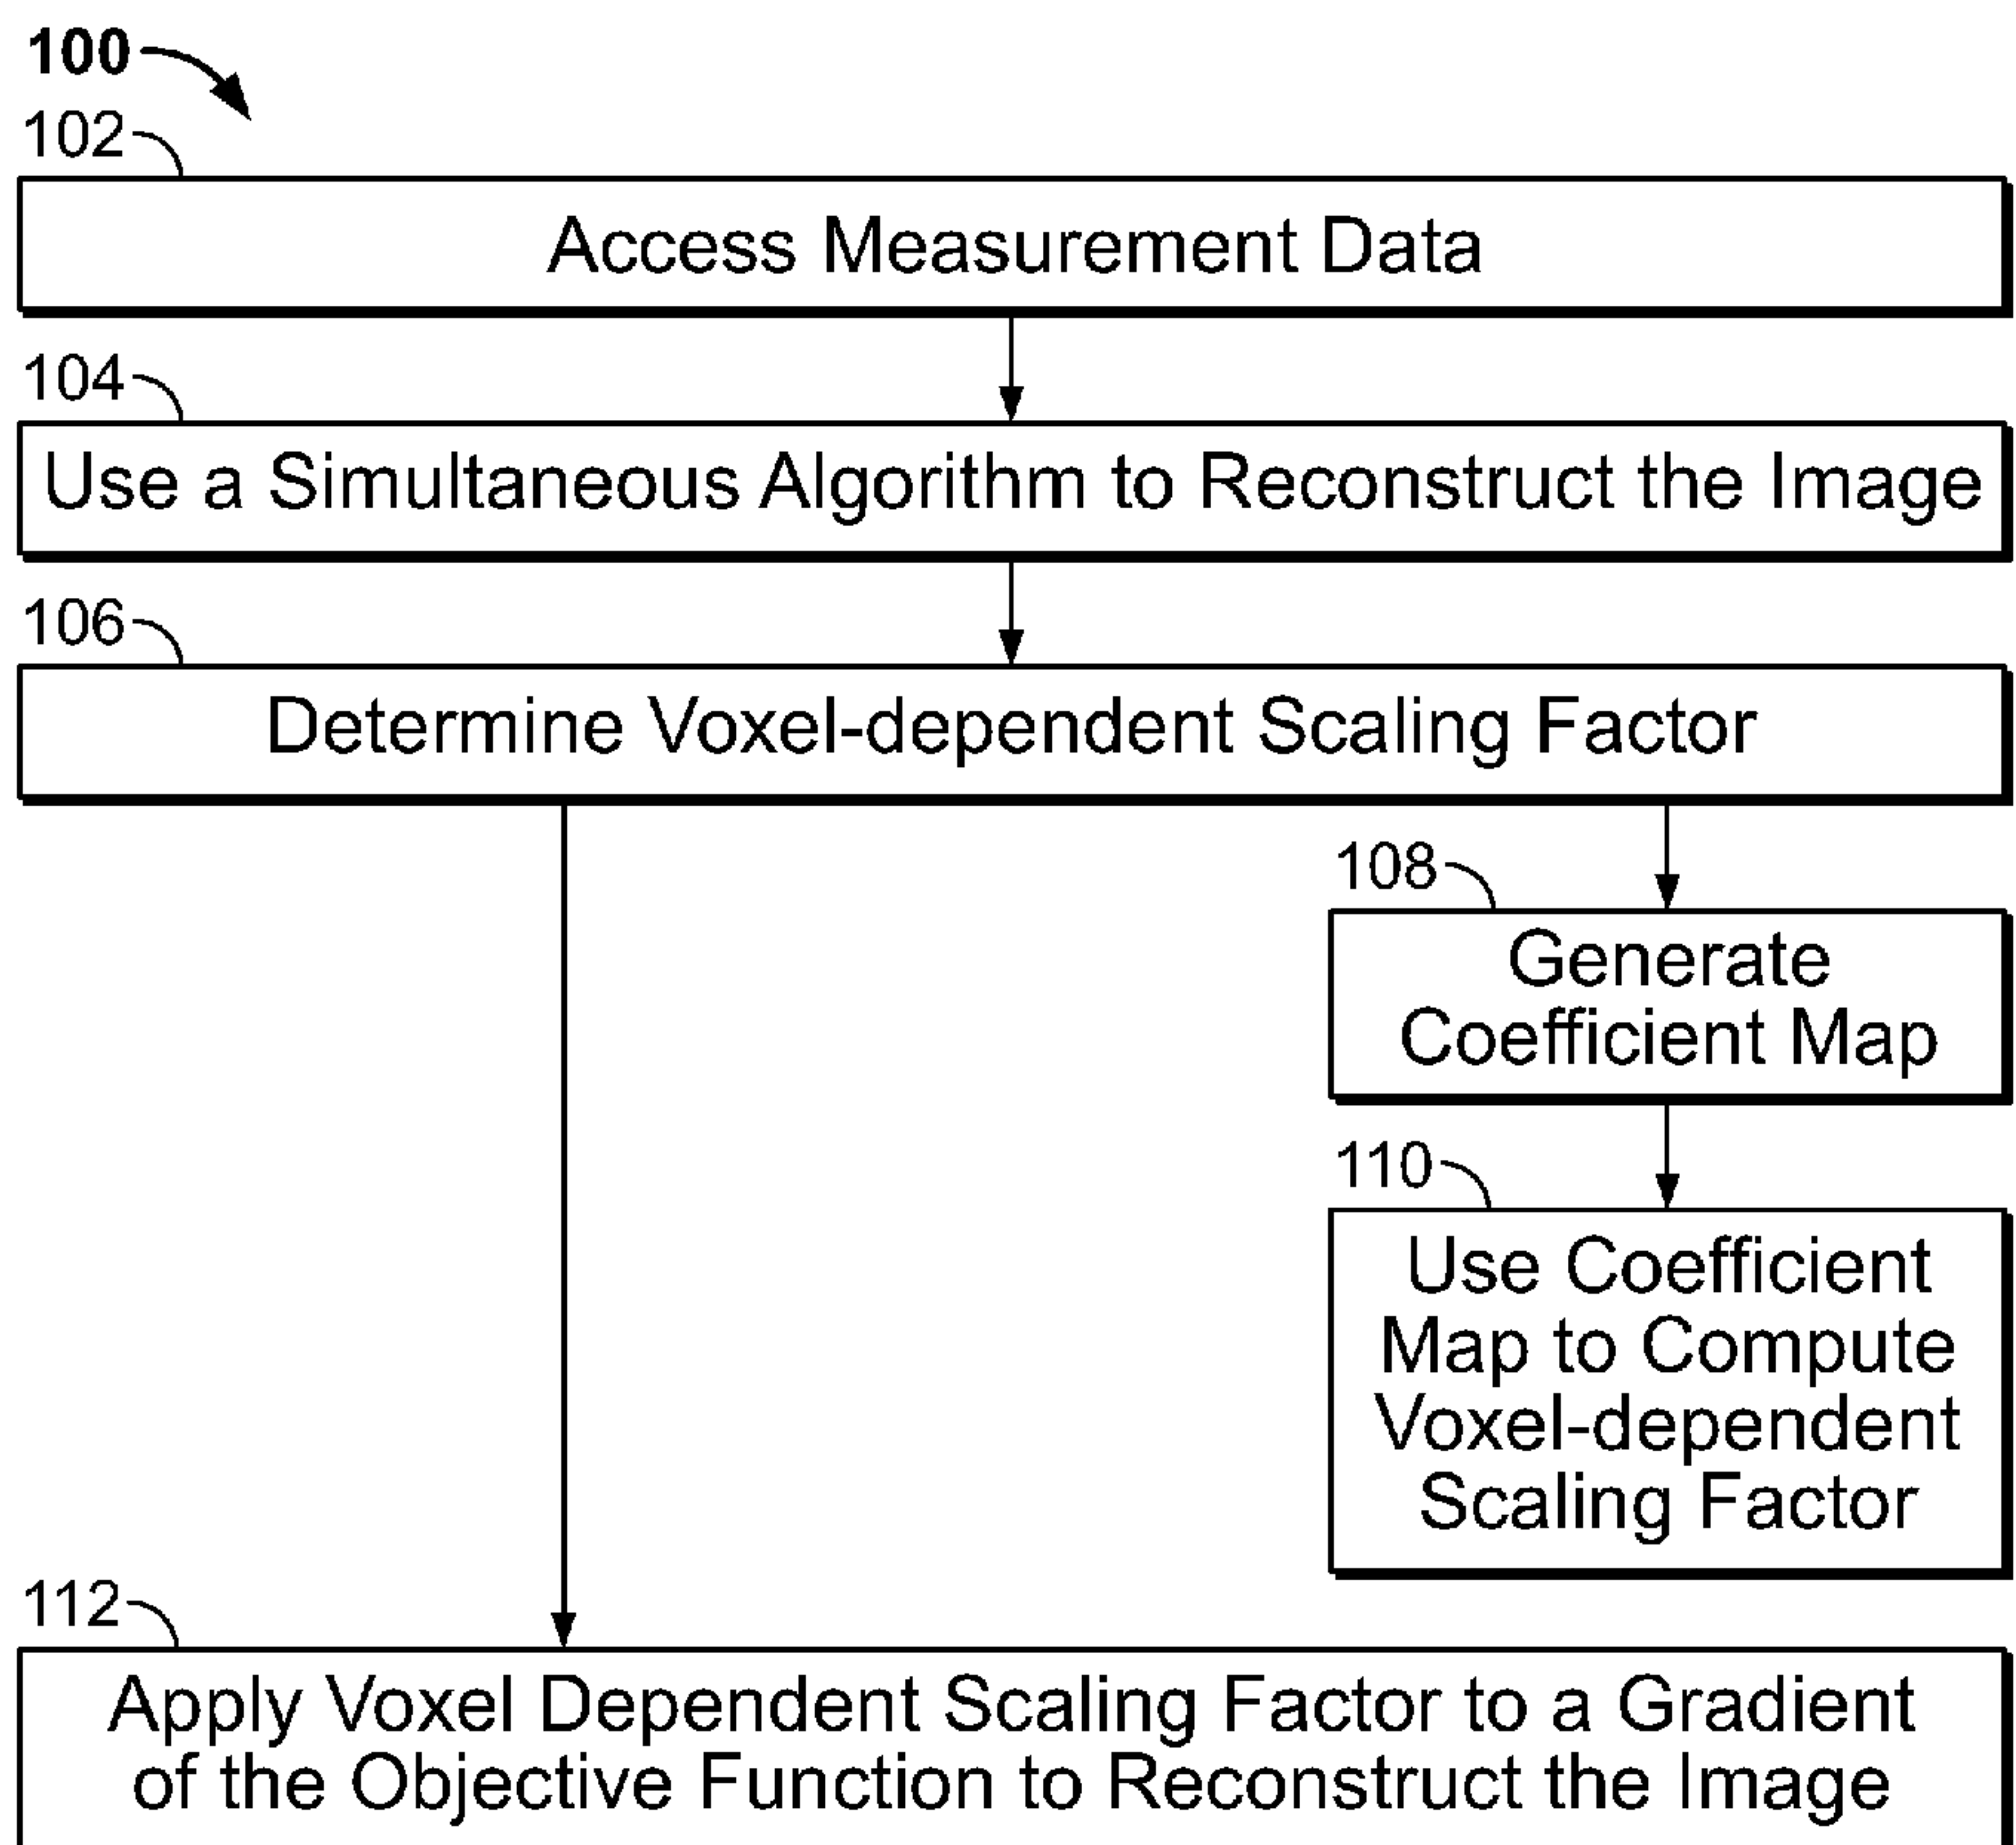 100
102
Access Measurement Data
104
Use a Simultaneous Algorithm to Reconstruct the Image
106
Determine Voxel-dependent Scaling Factor
108
Generate
Coefficient Map
110
Use Coefficient
Map to Compute
Voxel-dependent
Scaling Factor
112
Apply Voxel Dependent Scaling Factor to a Gradient
of the Objective Function to Reconstruct the Image